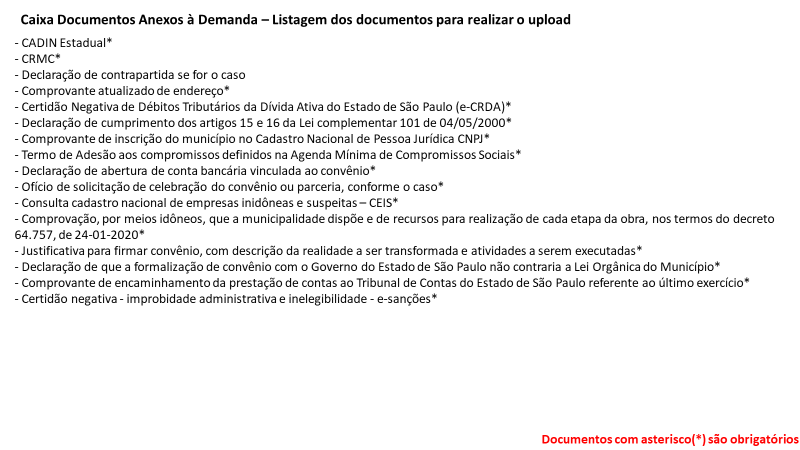 Caixa Documentos Anexos à Demanda – Listagem dos documentos para realizar o upload
- CADIN Estadual*
- CRMC*
- Declaração de contrapartida se for o caso
- Comprovante atualizado de endereço*
- Certidão Negativa de Débitos Tributários da Dívida Ativa do Estado de São Paulo (e-CRDA)*
- Declaração de cumprimento dos artigos 15 e 16 da Lei complementar 101 de 04/05/2000*
- Comprovante de inscrição do município no Cadastro Nacional de Pessoa Jurídica CNPJ*
- Termo de Adesão aos compromissos definidos na Agenda Mínima de Compromissos Sociais*
- Declaração de abertura de conta bancária vinculada ao convênio*
- Ofício de solicitação de celebração do convênio ou parceria, conforme o caso*
- Consulta cadastro nacional de empresas inidôneas e suspeitas – CEIS*
- Comprovação, por meios idôneos, que a municipalidade dispõe e de recursos para realização de cada etapa da obra, nos termos do decreto
64.757, de 24-01-2020*
- Justificativa para firmar convênio, com descrição da realidade a ser transformada e atividades a serem executadas*
- Declaração de que a formalização de convênio com o Governo do Estado de São Paulo não contraria a Lei Orgânica do Município*
- Comprovante de encaminhamento da prestação de contas ao Tribunal de Contas do Estado de São Paulo referente ao último exercício*
- Certidão negativa - improbidade administrativa e inelegibilidade - e-sanções*
Documentos com asterisco(*) são obrigatórios